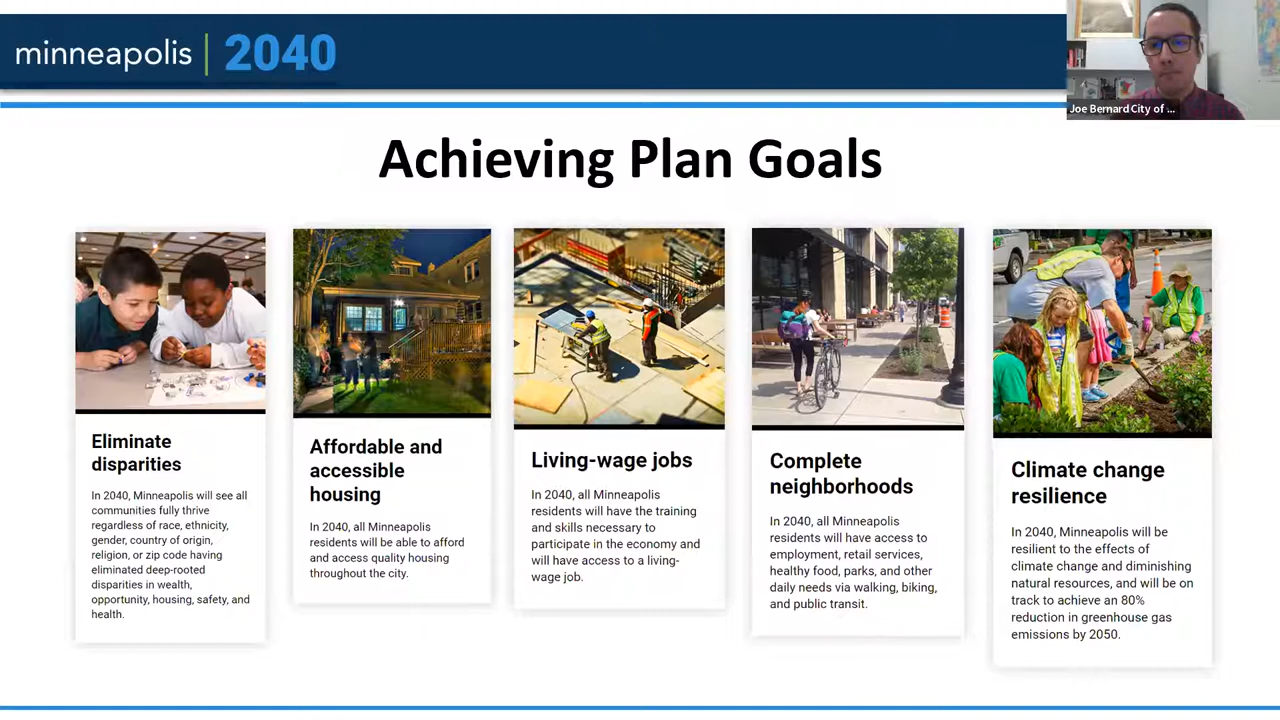 minneapolis | 2040
Joe Bernard City of ...
Achieving Plan Goals
Eliminate
disparities
In 2040, Minneapolis will see all
communities fully thrive
regardless of race, ethnicity,
gender, country of origin,
religion, or zip code having
eliminated deep-rooted
disparities in wealth,
opportunity, housing, safety, and
health.
Affordable and
accessible
housing
In 2040, all Minneapolis
residents will be able to afford
and access quality housing
throughout the city.
Living-wage jobs
In 2040, all Minneapolis
residents will have the training
and skills necessary to
participate in the economy and
will have access to a living-
wage job.
Complete
neighborhoods
In 2040, all Minneapolis
residents will have access to
employment, retail services,
healthy food, parks, and other
daily needs via walking, biking,
and public transit.
Climate change
resilience
In 2040, Minneapolis will be
resilient to the effects of
climate change and diminishing
natural resources, and will be on
track to achieve an 80%
reduction in greenhouse gas
emissions by 2050.